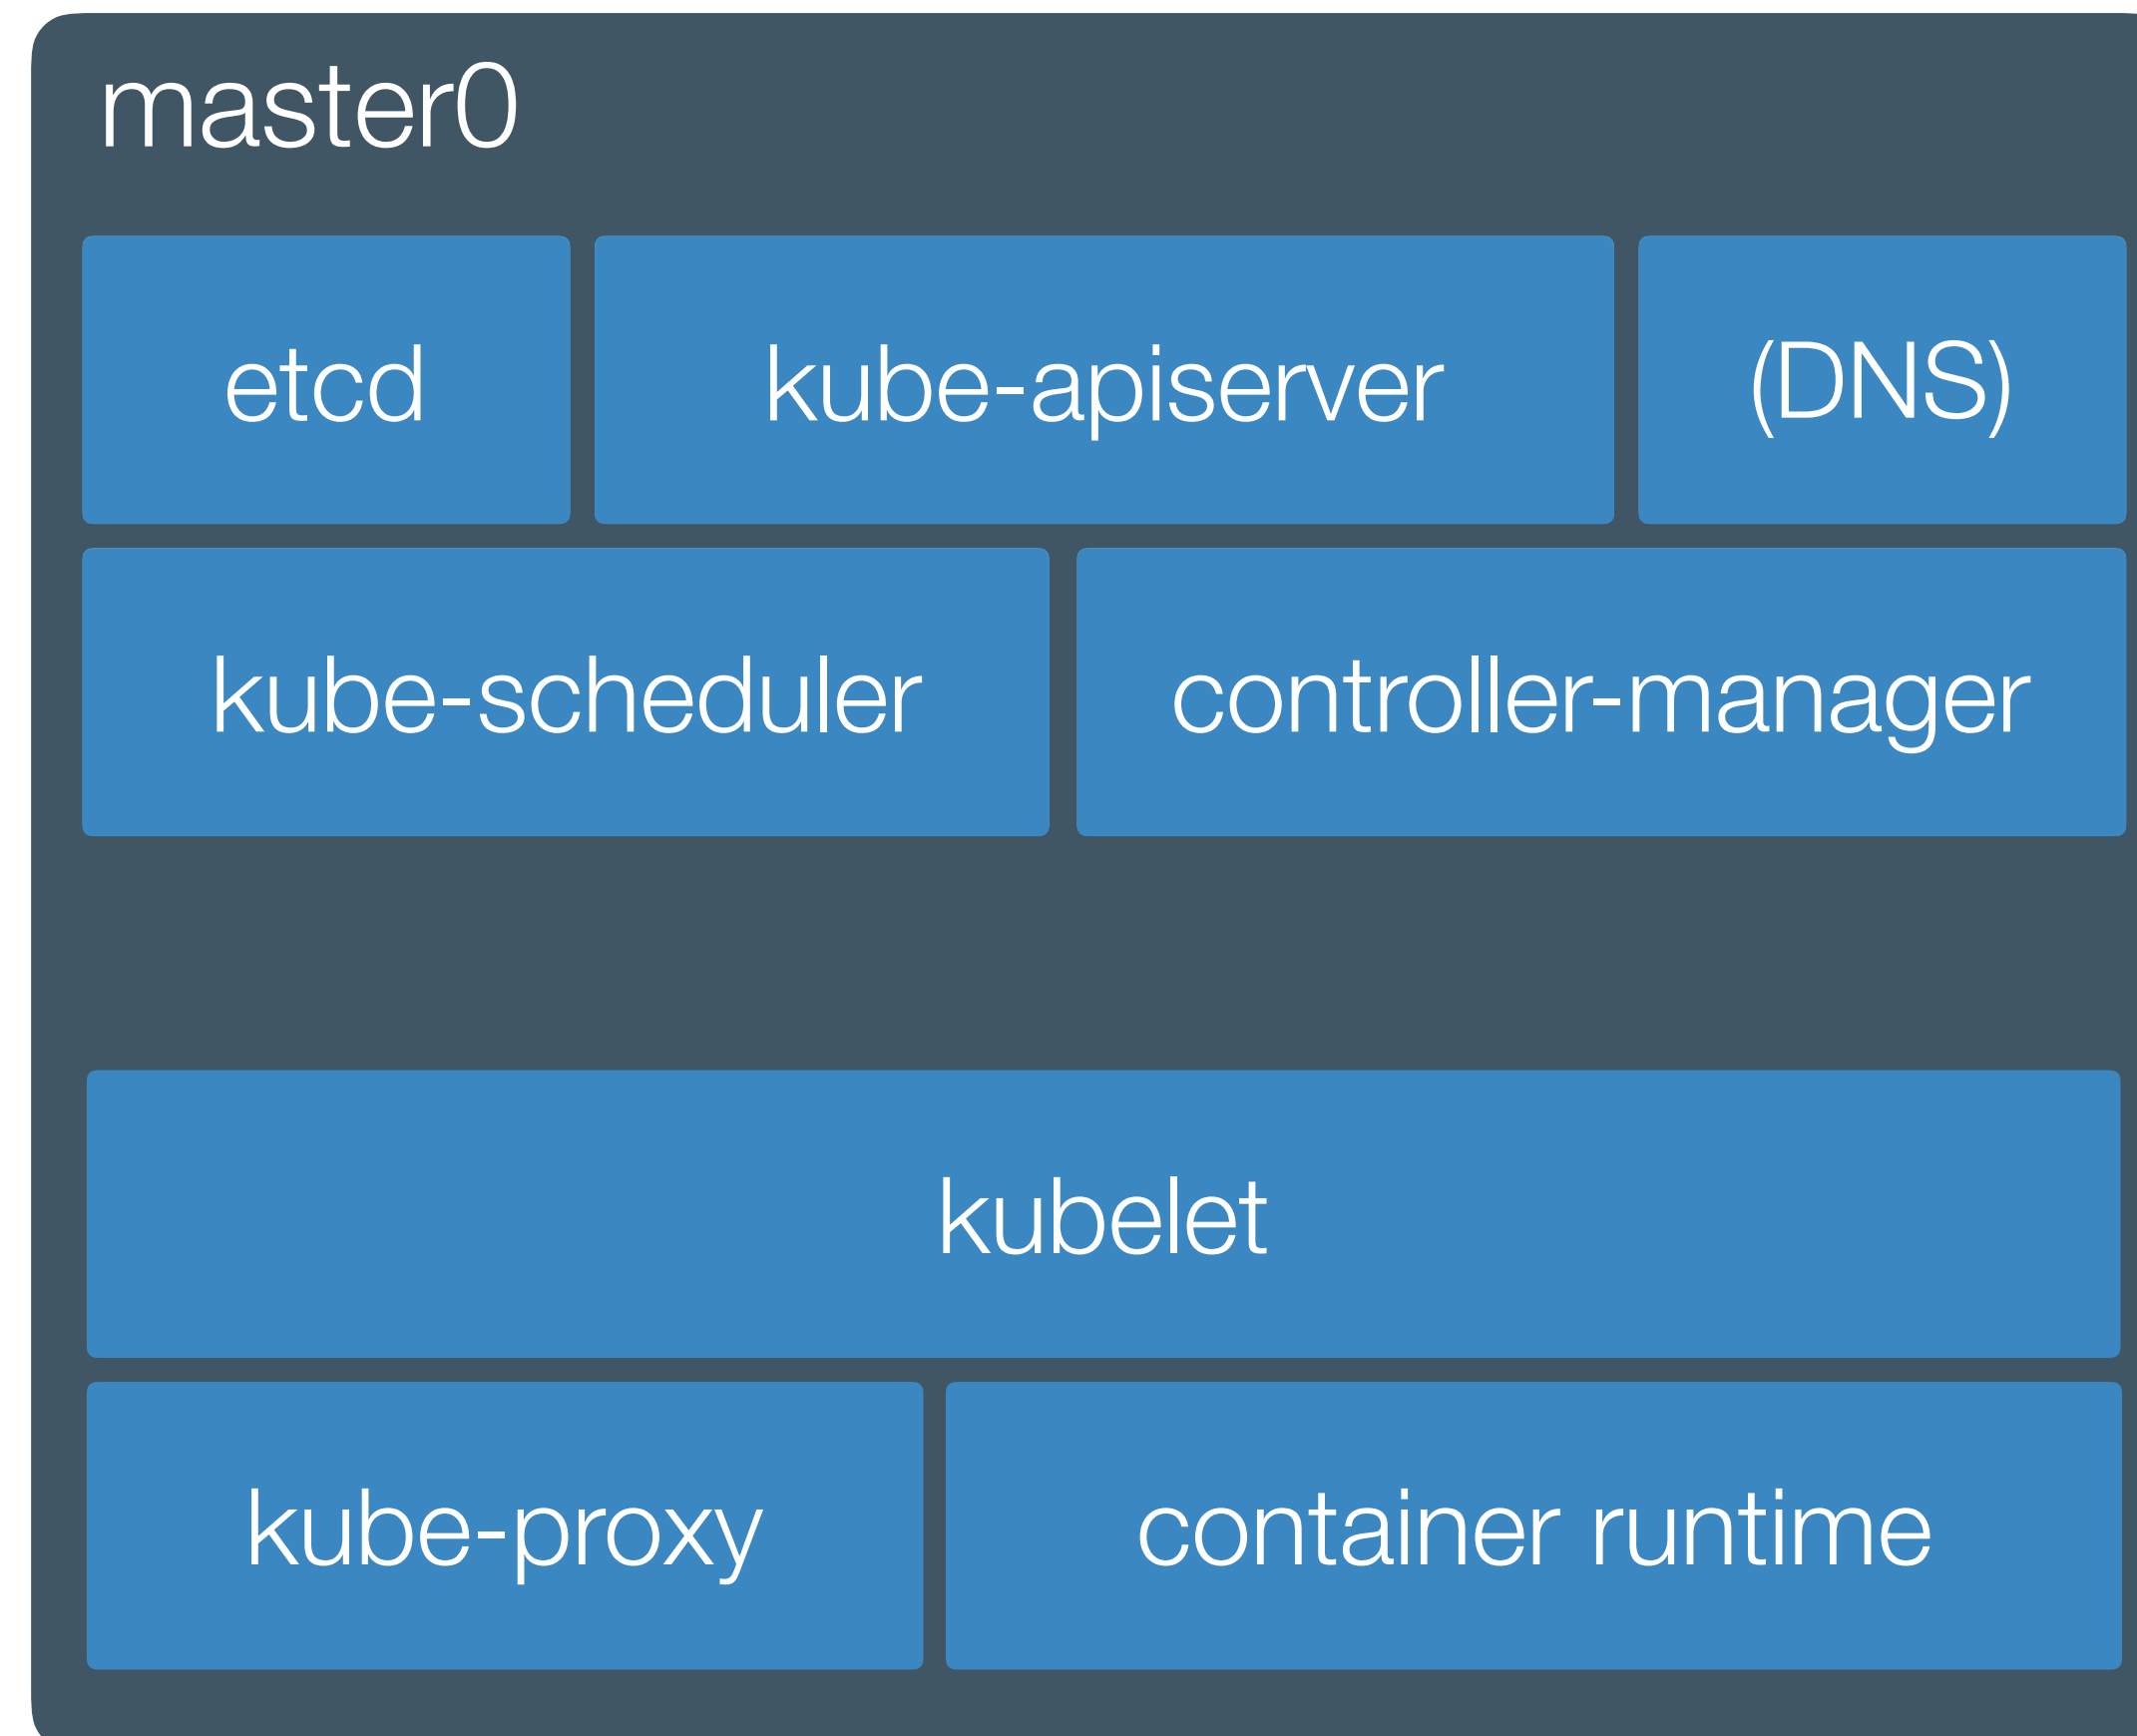 master0
etcd
kube-apiserver
(DNS)
kube-scheduler
controller-manager
kubelet
kube-proxy
container runtime